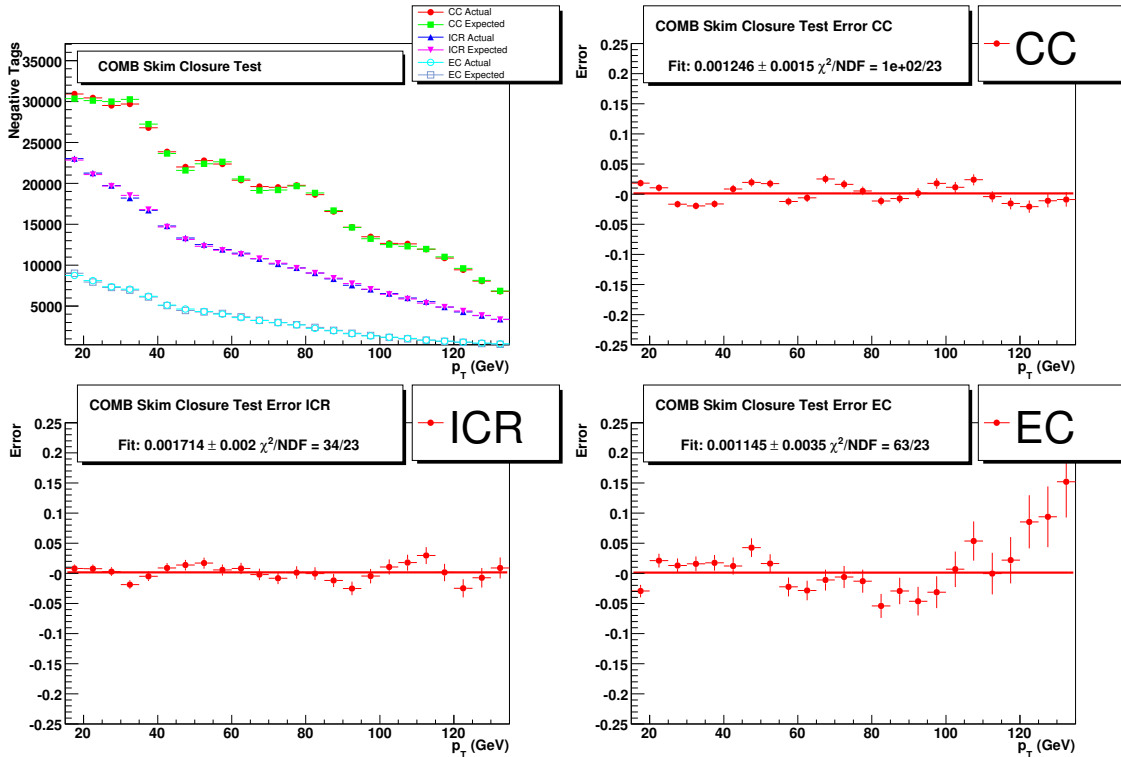 COMB Skim Closure Test
CC Actual
CC Expected
ICR Actual
ICR Expected
EC Actual
EC Expected
Negative Tags
35000
30000
25000
20000
15000
10000
5000
20 40 60 80 100 120
p_T (GeV)
COMB Skim Closure Test Error CC
Fit: 0.001246 ± 0.0015 χ²/NDF = 1e+02/23
CC
Error
0.25
0.2
0.15
0.1
0.05
-0
-0.05
-0.1
-0.15
-0.2
-0.25
20 40 60 80 100 120
p_T (GeV)
COMB Skim Closure Test Error ICR
Fit: 0.001714 ± 0.002 χ²/NDF = 34/23
ICR
Error
0.25
0.2
0.15
0.1
0.05
-0
-0.05
-0.1
-0.15
-0.2
-0.25
20 40 60 80 100 120
p_T (GeV)
COMB Skim Closure Test Error EC
Fit: 0.001145 ± 0.0035 χ²/NDF = 63/23
EC
Error
0.25
0.2
0.15
0.1
0.05
-0
-0.05
-0.1
-0.15
-0.2
-0.25
20 40 60 80 100 120
p_T (GeV)